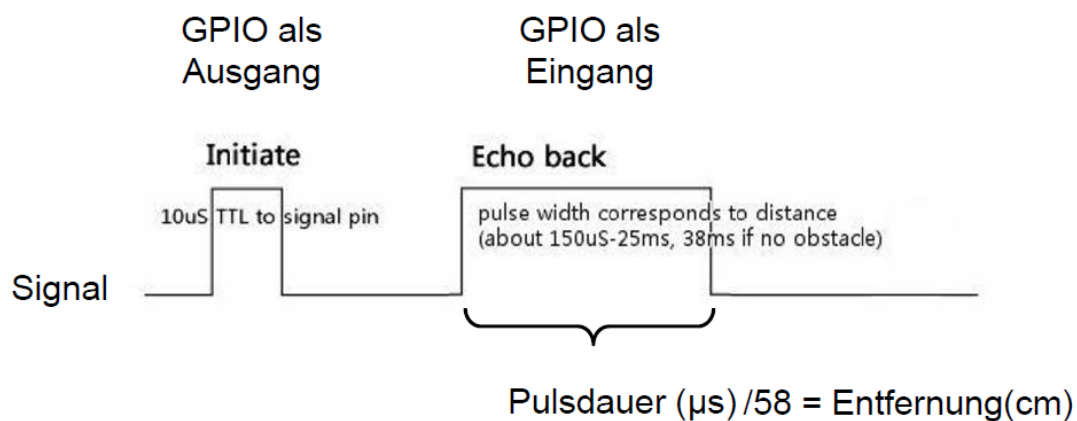 GPIO als
Ausgang
GPIO als
Eingang
Initiate
Echo back
10uS TTL to signal pin
pulse width corresponds to distance
(about 150uS-25ms, 38ms if no obstacle)
Signal
Pulsdauer (µs) /58 = Entfernung(cm)